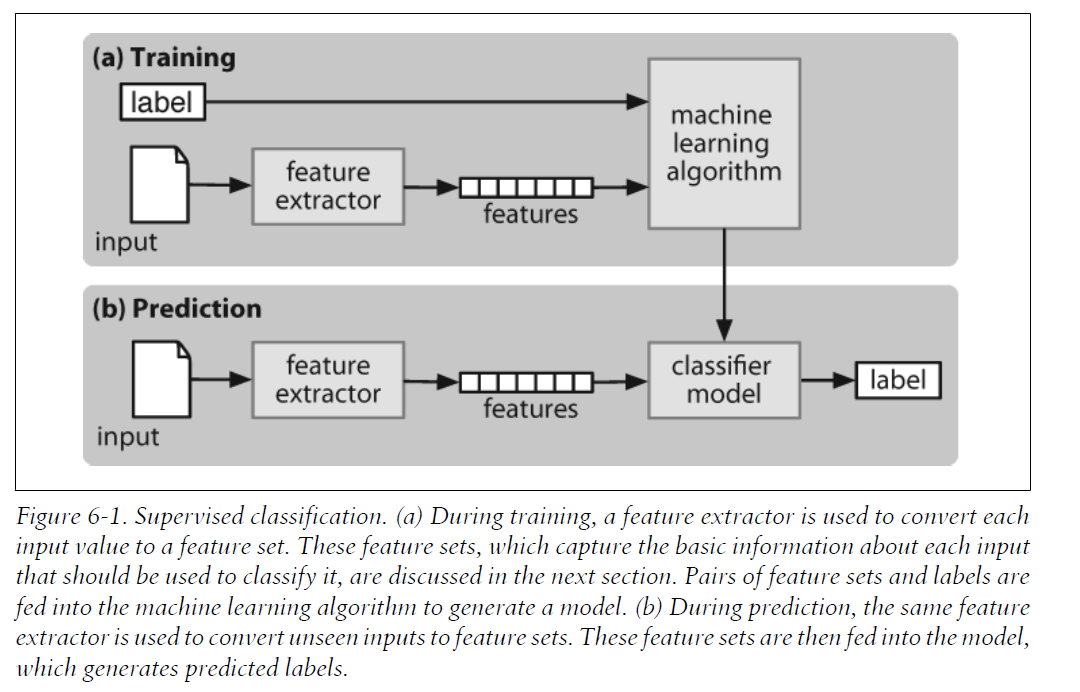 (a) Training
label
machine
learning
algorithm
feature
extractor
features
input
(b) Prediction
feature
extractor
features
classifier
model
label
input
Figure 6-1. Supervised classification. (a) During training, a feature extractor is used to convert each
input value to a feature set. These feature sets, which capture the basic information about each input
that should be used to classify it, are discussed in the next section. Pairs of feature sets and labels are
fed into the machine learning algorithm to generate a model. (b) During prediction, the same feature
extractor is used to convert unseen inputs to feature sets. These feature sets are then fed into the model,
which generates predicted labels.